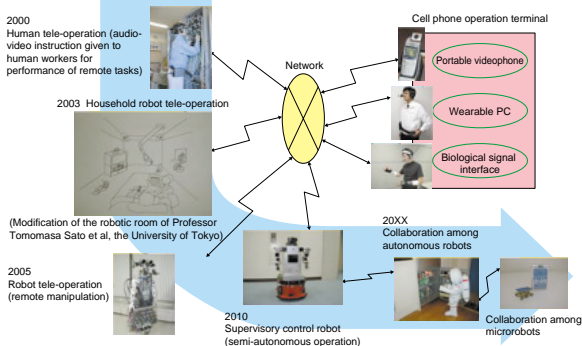 2000
Human tele-operation (audio-
video instruction given to
human workers for
performance of remote tasks)
Network
Cell phone operation terminal
Portable videophone
Wearable PC
Biological signal
interface
2003 Household robot tele-operation
(Modification of the robotic room of Professor
Tomomasa Sato et al, the University of Tokyo)
2005
Robot tele-operation
(remote manipulation)
2010
Supervisory control robot
(semi-autonomous operation)
20XX
Collaboration among
autonomous robots
Collaboration among
microrobots